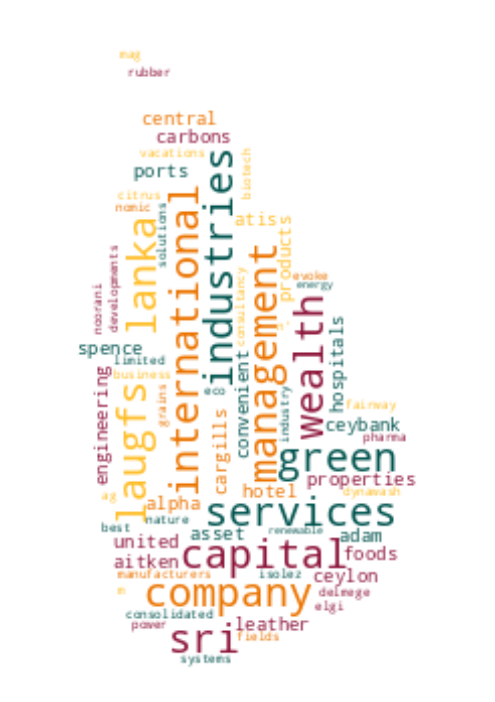 mag
rubber
central
carbons
vacations
ports
industries
biotech
citrus
nomic
solutions
international
lanka
atis
products
noorani
developments
management
evoke
energy
consultancy
wealth
hospitals
spence
limited
convenient
business
engineering
laugfs
grains
eco
cargills
industry
fairway
ceybank
pharma
green
properties
hotel
dynawash
ag
alpha
services
nature
best
asset
renewable
adam
united
capital
foods
aitken
manufacturers
isolez
ceylon
n
company
delmege
elgi
consolidated
power
leather
sri
fields
systems